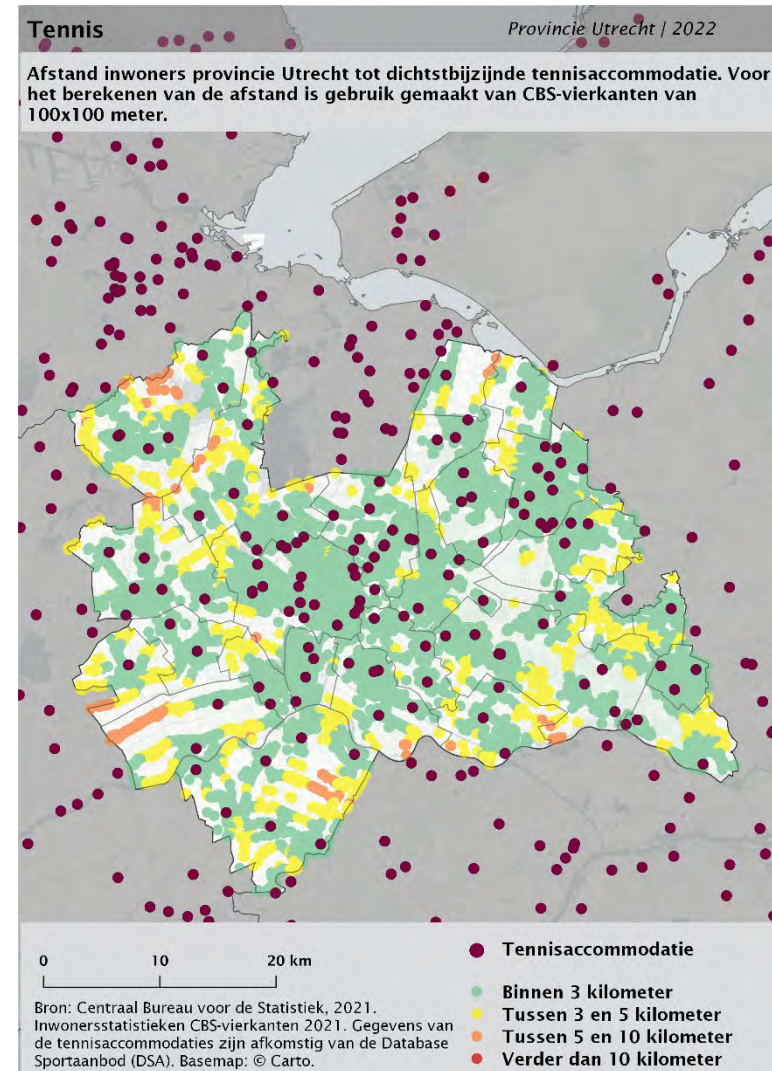 Tennis
Provincie Utrecht | 2022
Afstand inwoners provincie Utrecht tot dichtstbijzijnde tennisaccommodatie. Voor
het berekenen van de afstand is gebruik gemaakt van CBS-vierkanten van
100x100 meter.
0 10 20 km
Bron: Centraal Bureau voor de Statistiek, 2021.
Inwonersstatistieken CBS-vierkanten 2021. Gegevens van
de tennisaccommodaties zijn afkomstig van de Database
Sportaanbod (DSA). Basemap: © Carto.
Tennisaccommodatie
Binnen 3 kilometer
Tussen 3 en 5 kilometer
Tussen 5 en 10 kilometer
Verder dan 10 kilometer